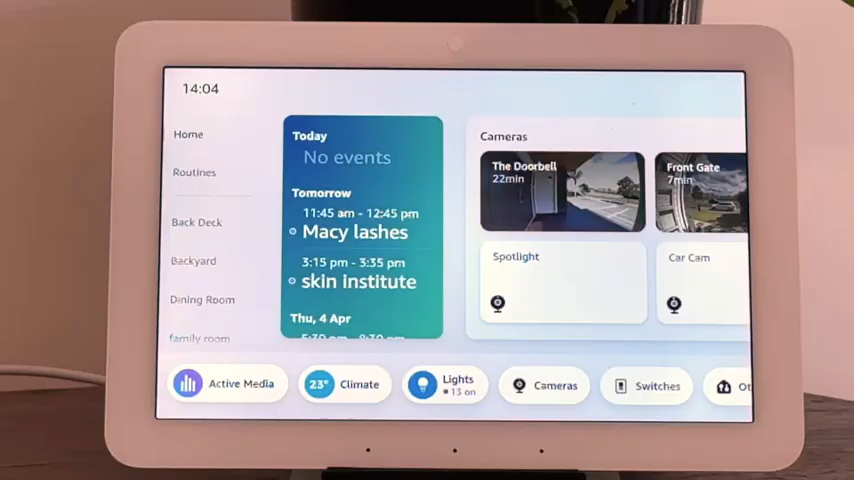 14:04
Home
Routines
Back Deck
Backyard
Dining Room
family room
Today
No events
Tomorrow
11:45 am - 12:45 pm
Macy lashes
3:15 pm - 3:35 pm
skin institute
Thu, 4 Apr
Cameras
The Doorbell
22min
Front Gate
7min
Spotlight
Car Cam
Active Media
23° Climate
Lights
13 on
Cameras
Switches
Ot